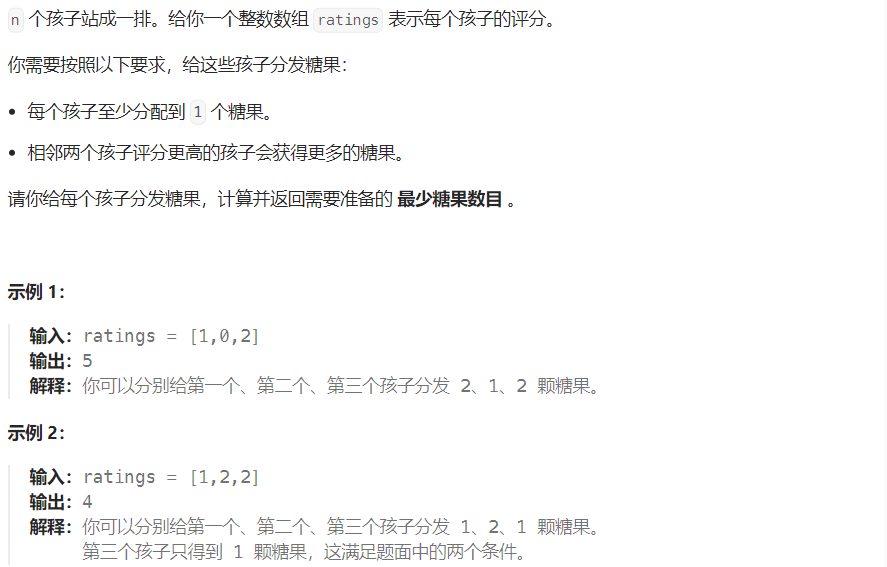 n 个孩子站成一排。给你一个整数数组 ratings 表示每个孩子的评分。
你需要按照以下要求，给这些孩子分发糖果：
• 每个孩子至少分配到 1 个糖果。
• 相邻两个孩子评分更高的孩子会获得更多的糖果。
请你给每个孩子分发糖果，计算并返回需要准备的 最少糖果数目 。
示例 1：
输入：ratings = [1,0,2]
输出：5
解释：你可以分别给第一个、第二个、第三个孩子分发 2、1、2 颗糖果。
示例 2：
输入：ratings = [1,2,2]
输出：4
解释：你可以分别给第一个、第二个、第三个孩子分发 1、2、1 颗糖果。
第三个孩子只得到 1 颗糖果，这满足题面中的两个条件。